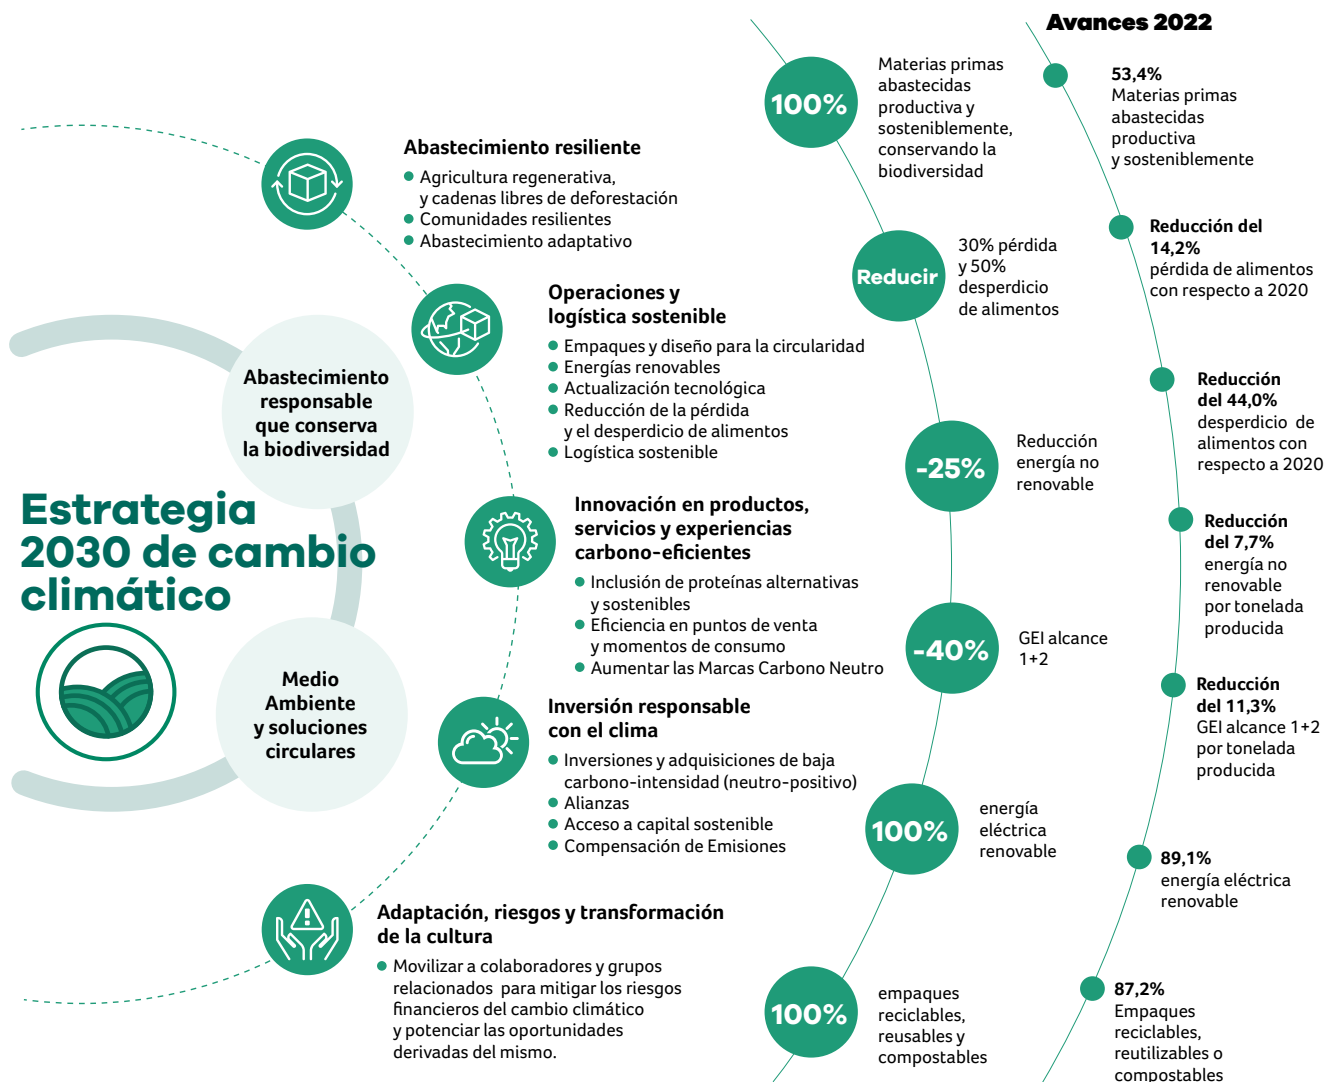 Estrategia
2030 de cambio
climático
Abastecimiento
responsable
que conserva
la biodiversidad
Medio
Ambiente
y soluciones
circulares
Abastecimiento resiliente
Agricultura regenerativa,
y cadenas libres de deforestación
Comunidades resilientes
Abastecimiento adaptativo
Operaciones y
logística sostenible
Empaques y diseño para la circularidad
Energías renovables
Actualización tecnológica
Reducción de la pérdida
y el desperdicio de alimentos
Logística sostenible
Innovación en productos,
servicios y experiencias
carbono-eficientes
Inclusión de proteínas alternativas
y sostenibles
Eficiencia en puntos de venta
y momentos de consumo
Aumentar las Marcas Carbono Neutro
Inversión responsable
con el clima
Inversiones y adquisiciones de baja
carbono-intensidad (neutro-positivo)
Alianzas
Acceso a capital sostenible
Compensación de Emisiones
Adaptación, riesgos y transformación
de la cultura
Movilizar a colaboradores y grupos
relacionados para mitigar los riesgos
financieros del cambio climático
y potenciar las oportunidades
derivadas del mismo.
100%
Materias primas
abastecidas
productiva y
sosteniblemente,
conservando la
biodiversidad
Reducir
30% pérdida
y 50%
desperdicio
de alimentos
-25%
Reducción
energía no
renovable
-40%
GEI alcance
1+2
100%
energía
eléctrica
renovable
100%
empaques
reciclables,
reusables y
compostables
Avances 2022
53,4%
Materias primas
abastecidas
productiva
y sosteniblemente
Reducción del
14,2%
pérdida de alimentos
con respecto a 2020
Reducción
del 44,0%
desperdicio de
alimentos con
respecto a 2020
Reducción
del 7,7%
energía no
renovable
por tonelada
producida
Reducción
del 11,3%
GEI alcance 1+2
por tonelada
producida
89,1%
energía eléctrica
renovable
87,2%
Empaques
reciclables,
reutilizables o
compostables